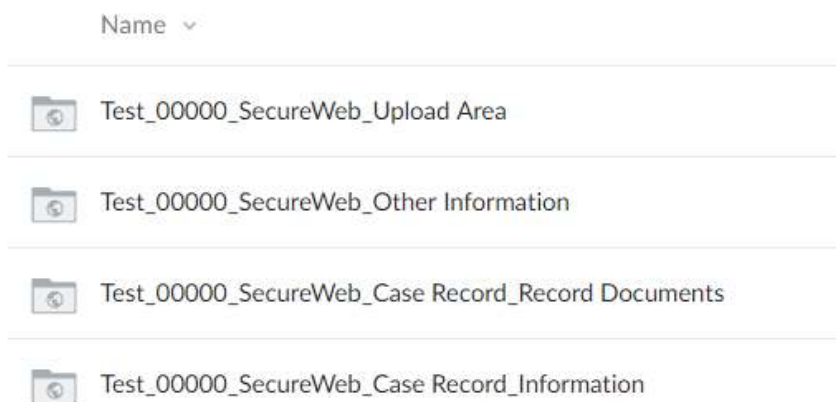 Name
Test_00000_SecureWeb_Upload Area
Test_00000_SecureWeb_Other Information
Test_00000_SecureWeb_Case Record_Record Documents
Test_00000_SecureWeb_Case Record_Information